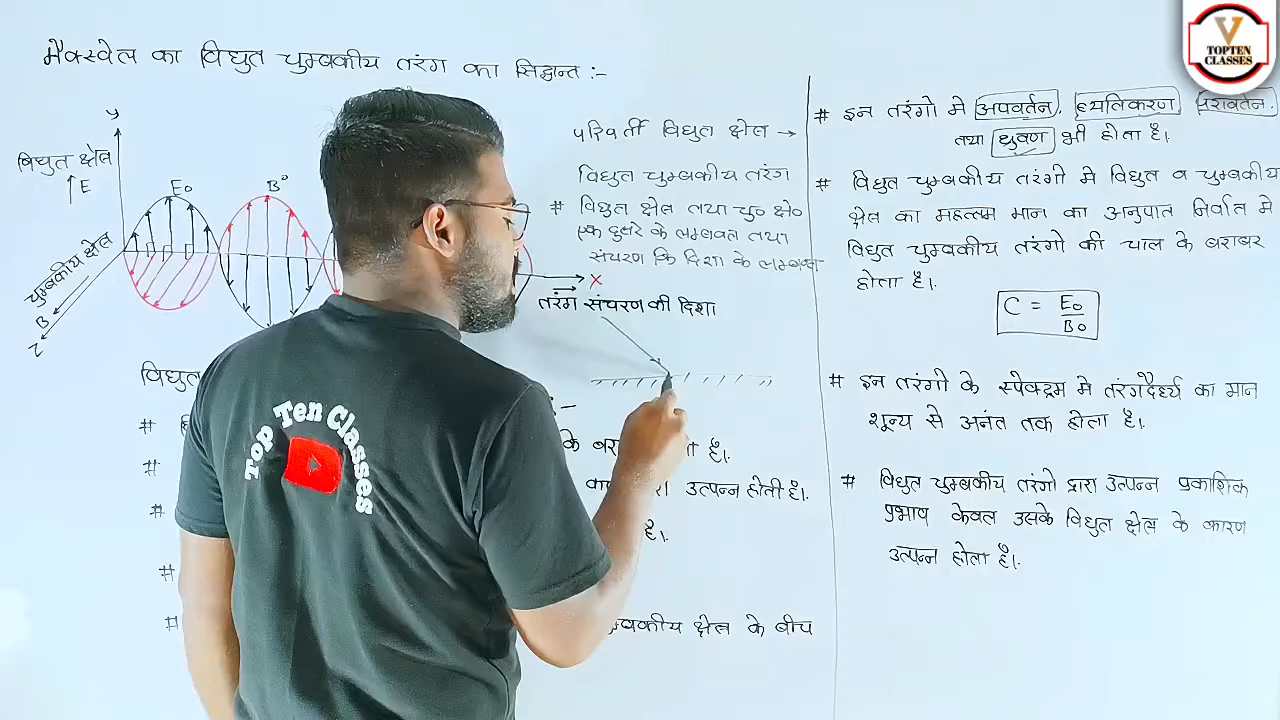 मैक्स्वेल का विधुत चुम्बकीय तरंग का सिद्धान्त :-
V
TOPTEN
CLASSES
y
विधुत क्षेत्र
E
E₀
B⁰
चुम्बकीय क्षेत्र
B
Z
X
परिवर्ती विधुत क्षेत्र →
विधुत चुम्बकीय तरंग
# विधुत क्षेत्र तथा चु० क्षे०
एक दुसरे के लम्बवत तथा
संचरण कि दिशा के लम्बवत
तरंग संचरण की दिशा
विधुत
:-
#
के
है।
#
उत्पन्न होती है।
#
है।
#
#
म्बकीय क्षेत्र के बीच
Top Ten Classes
# इन तरंगो मे अपवर्तन, व्यतिकरण, परावर्तन,
तथा ध्रुवण भी होता है।
# विधुत चुम्बकीय तरंगो मे विधुत व चुम्बकीय
क्षेत्र का महत्तम मान का अनुपात निर्वात मे
विधुत चुम्बकीय तरंगो की चाल के बराबर
होता है।
C = E₀/B₀
# इन तरंगो के स्पेक्ट्रम मे तरंगदैर्ध्य का मान
शून्य से अनंत तक होता है।
# विधुत चुम्बकीय तरंगो द्वारा उत्पन्न प्रकाशिक
प्रभाव केवल उसके विधुत क्षेत्र के कारण
उत्पन्न होता है।